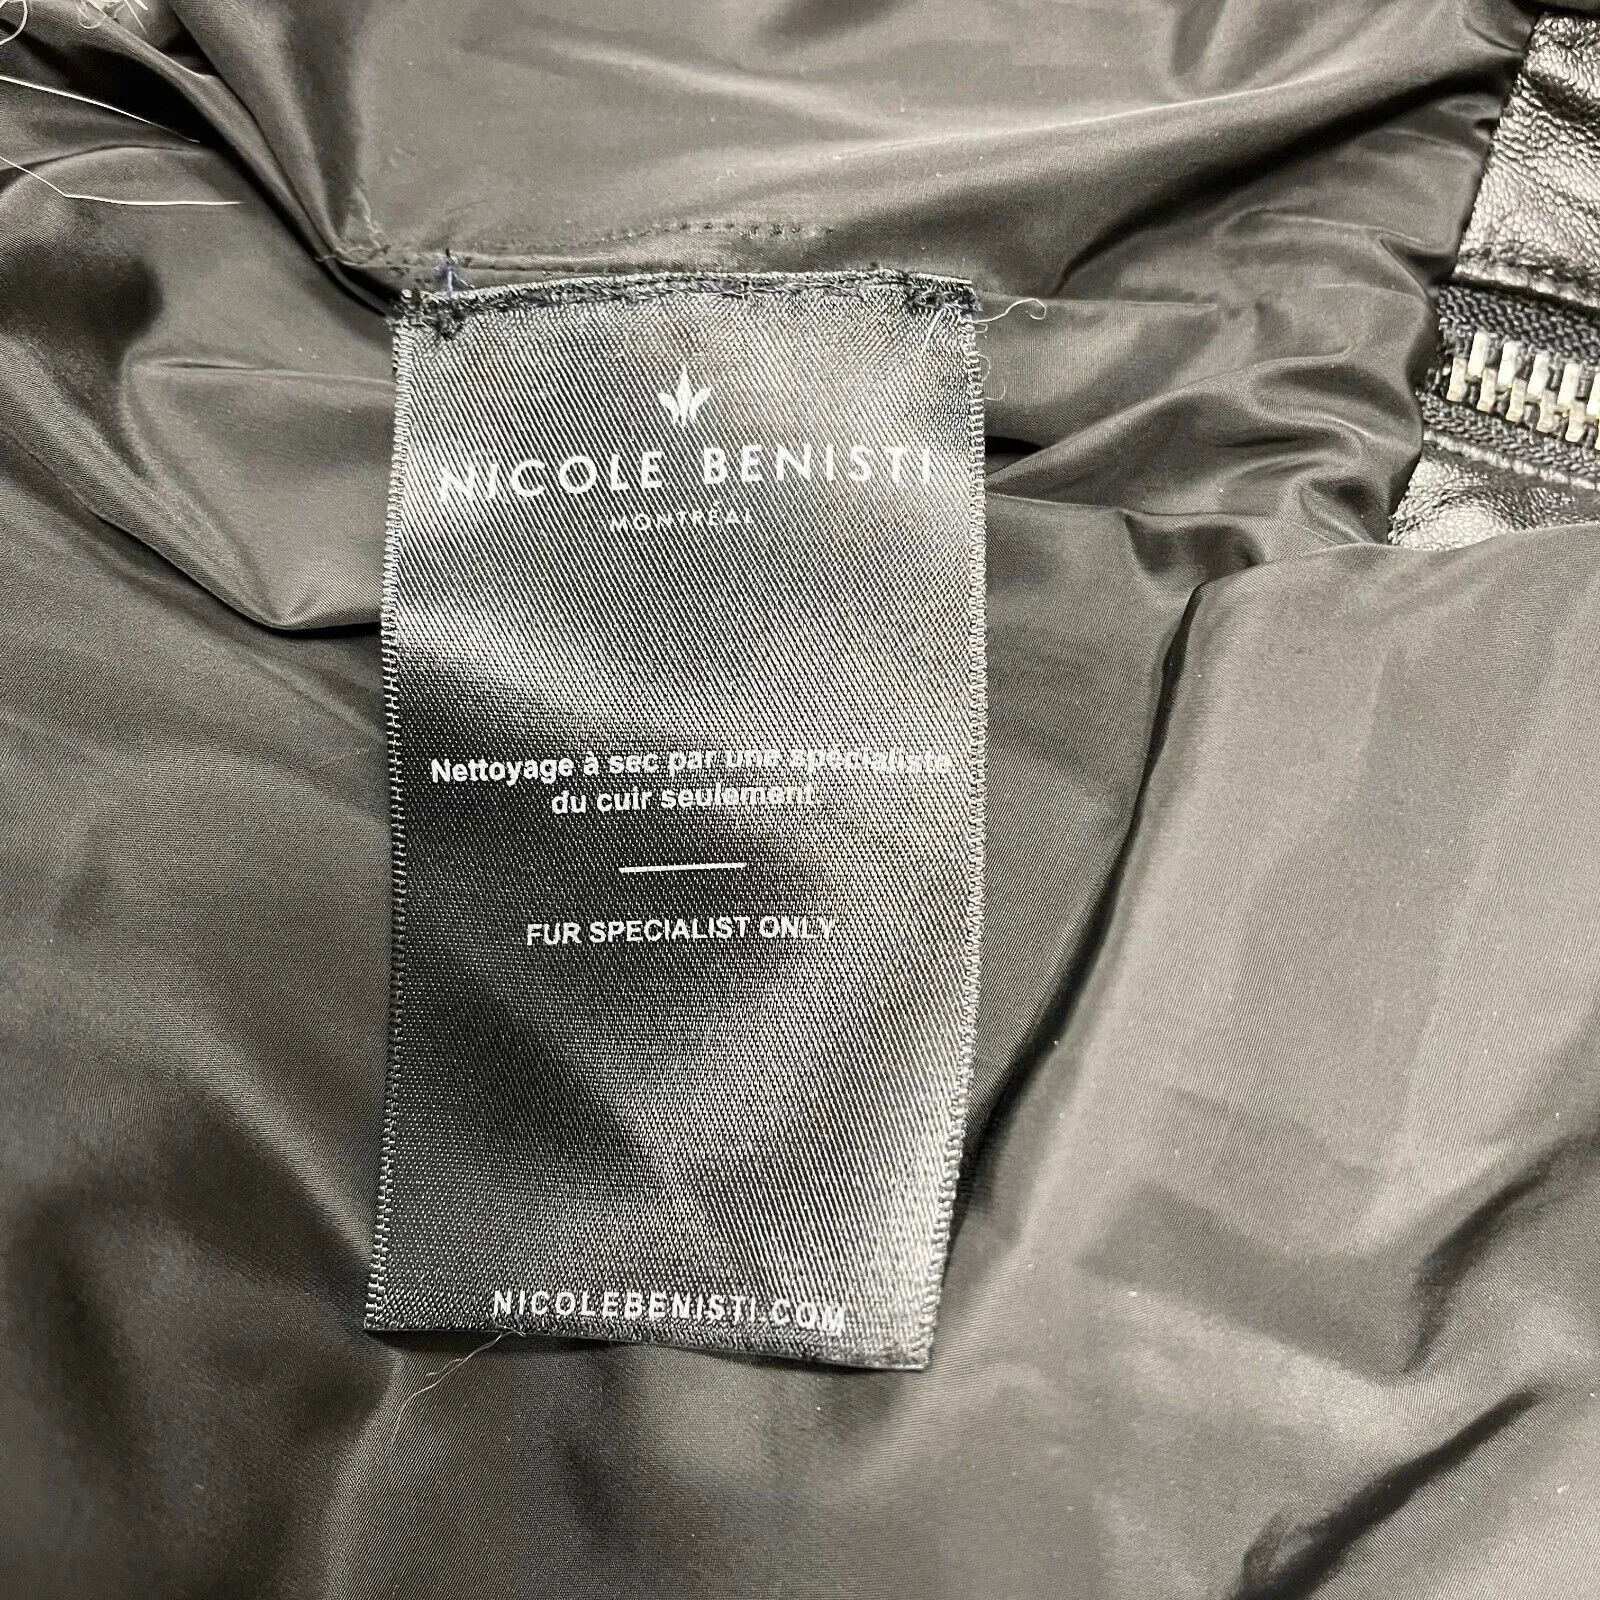 NICOLE BENISTI
MONTRÉAL
Nettoyage à sec par une spécialiste
du cuir seulement
FUR SPECIALIST ONLY
NICOLEBENISTI.COM